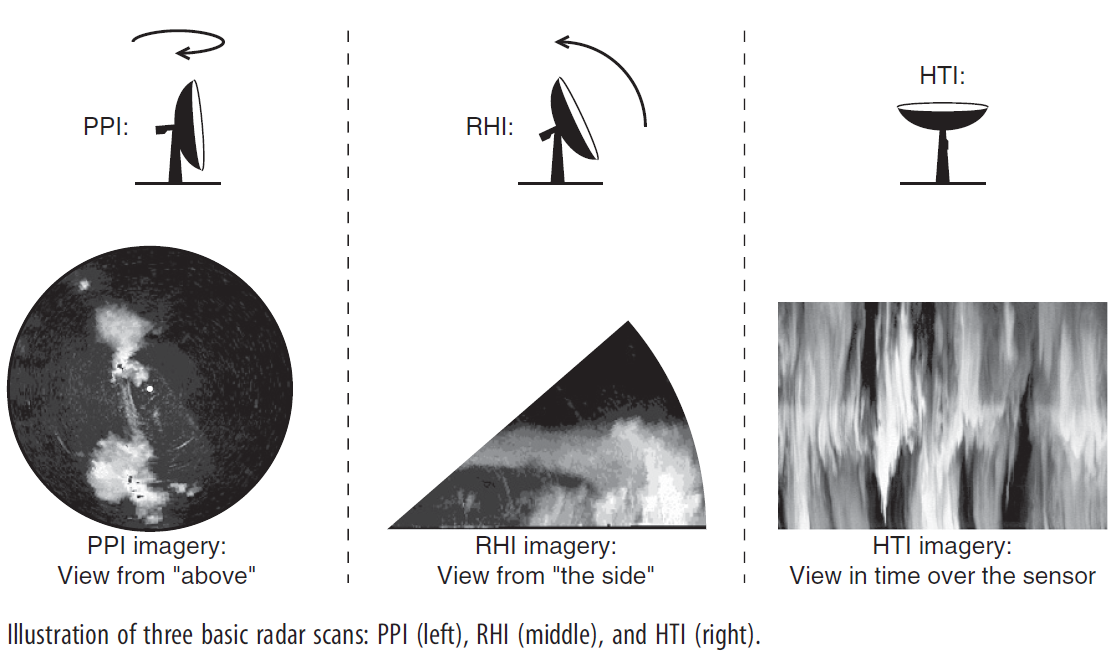 PPI:
RHI:
HTI:
PPI imagery:
View from "above"
RHI imagery:
View from "the side"
HTI imagery:
View in time over the sensor
Illustration of three basic radar scans: PPI (left), RHI (middle), and HTI (right).